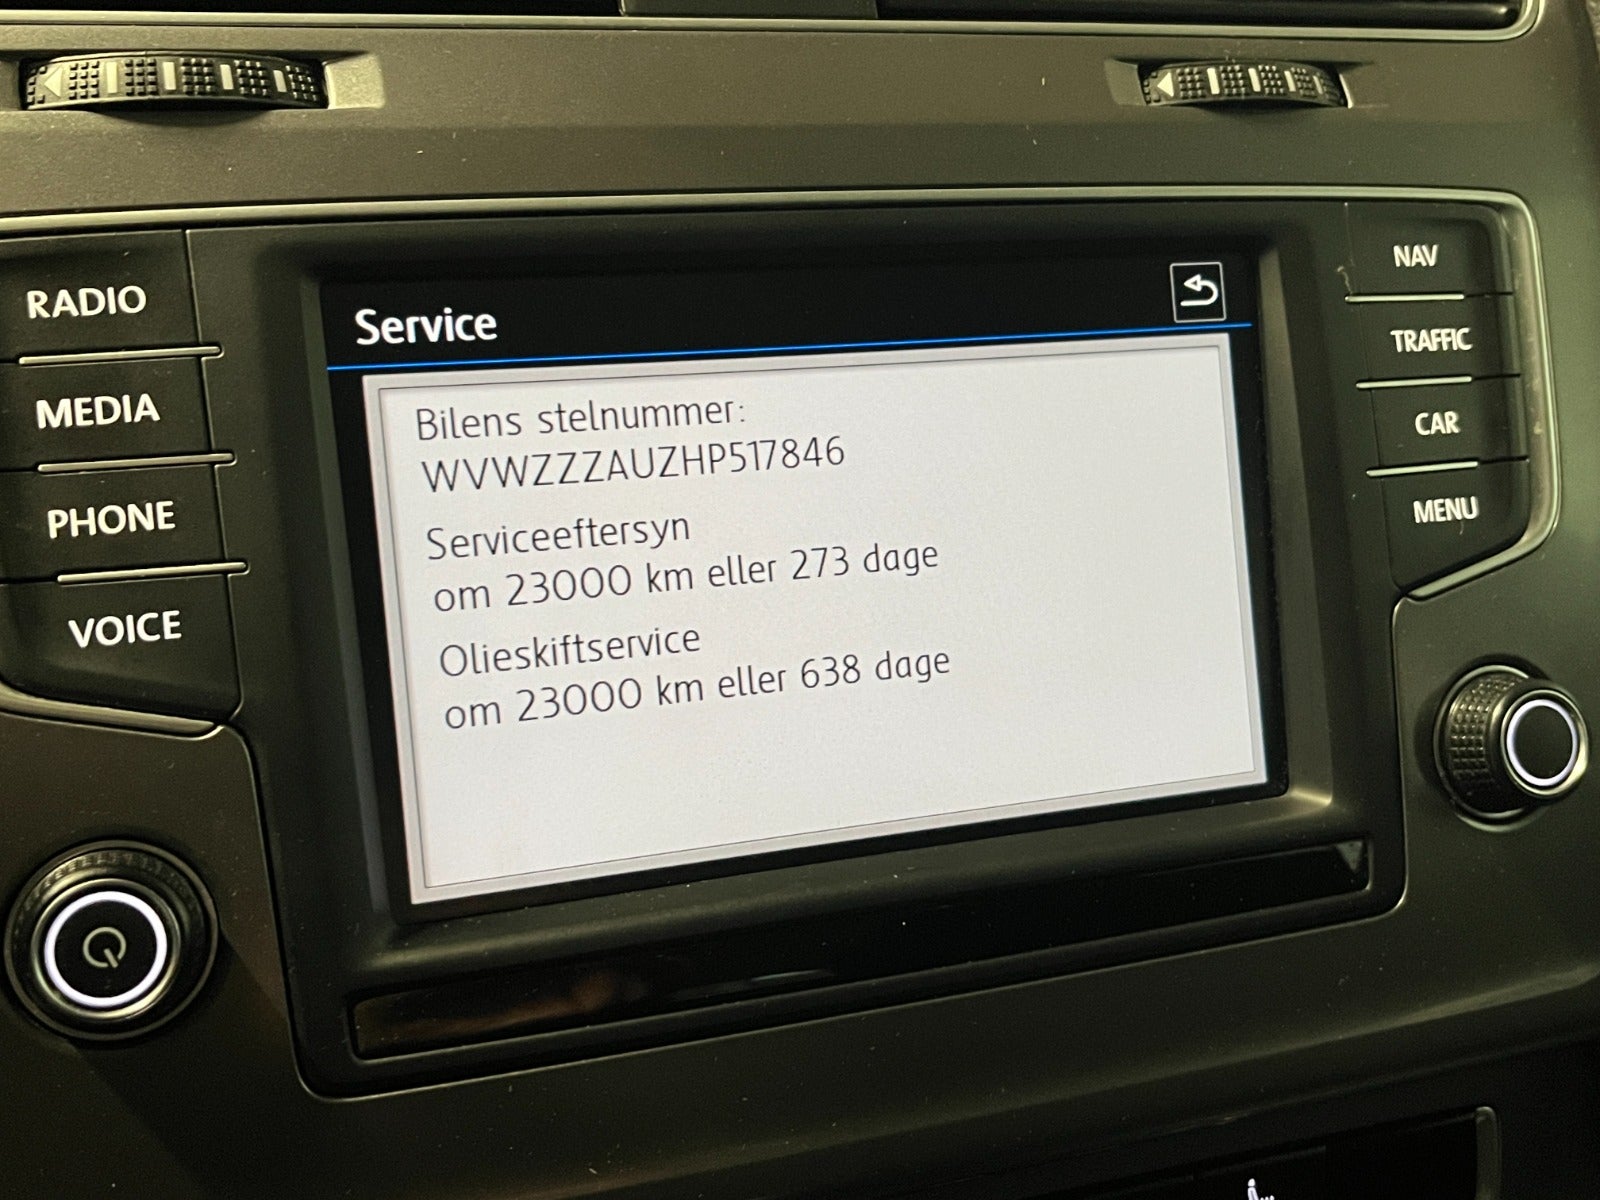 RADIO
MEDIA
PHONE
VOICE
Service
Bilens stelnummer:
WVWZZZAUZHP517846
Serviceeftersyn
om 23000 km eller 273 dage
Olieskiftservice
om 23000 km eller 638 dage
NAV
TRAFFIC
CAR
MENU